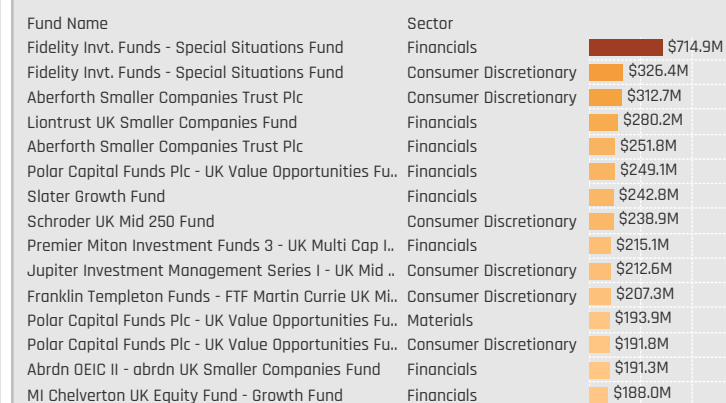 Fund Name Sector
Fidelity Invt. Funds - Special Situations Fund Financials $714.9M
Fidelity Invt. Funds - Special Situations Fund Consumer Discretionary $326.4M
Aberforth Smaller Companies Trust Plc Consumer Discretionary $312.7M
Liontrust UK Smaller Companies Fund Financials $280.2M
Aberforth Smaller Companies Trust Plc Financials $251.8M
Polar Capital Funds Plc - UK Value Opportunities Fu.. Financials $249.1M
Slater Growth Fund Financials $242.8M
Schroder UK Mid 250 Fund Consumer Discretionary $238.9M
Premier Miton Investment Funds 3 - UK Multi Cap I.. Financials $215.1M
Jupiter Investment Management Series I - UK Mid .. Consumer Discretionary $212.6M
Franklin Templeton Funds - FTF Martin Currie UK Mi.. Consumer Discretionary $207.3M
Polar Capital Funds Plc - UK Value Opportunities Fu.. Materials $193.9M
Polar Capital Funds Plc - UK Value Opportunities Fu.. Consumer Discretionary $191.8M
Abrdn OEIC II - abrdn UK Smaller Companies Fund Financials $191.3M
MI Chelverton UK Equity Fund - Growth Fund Financials $188.0M